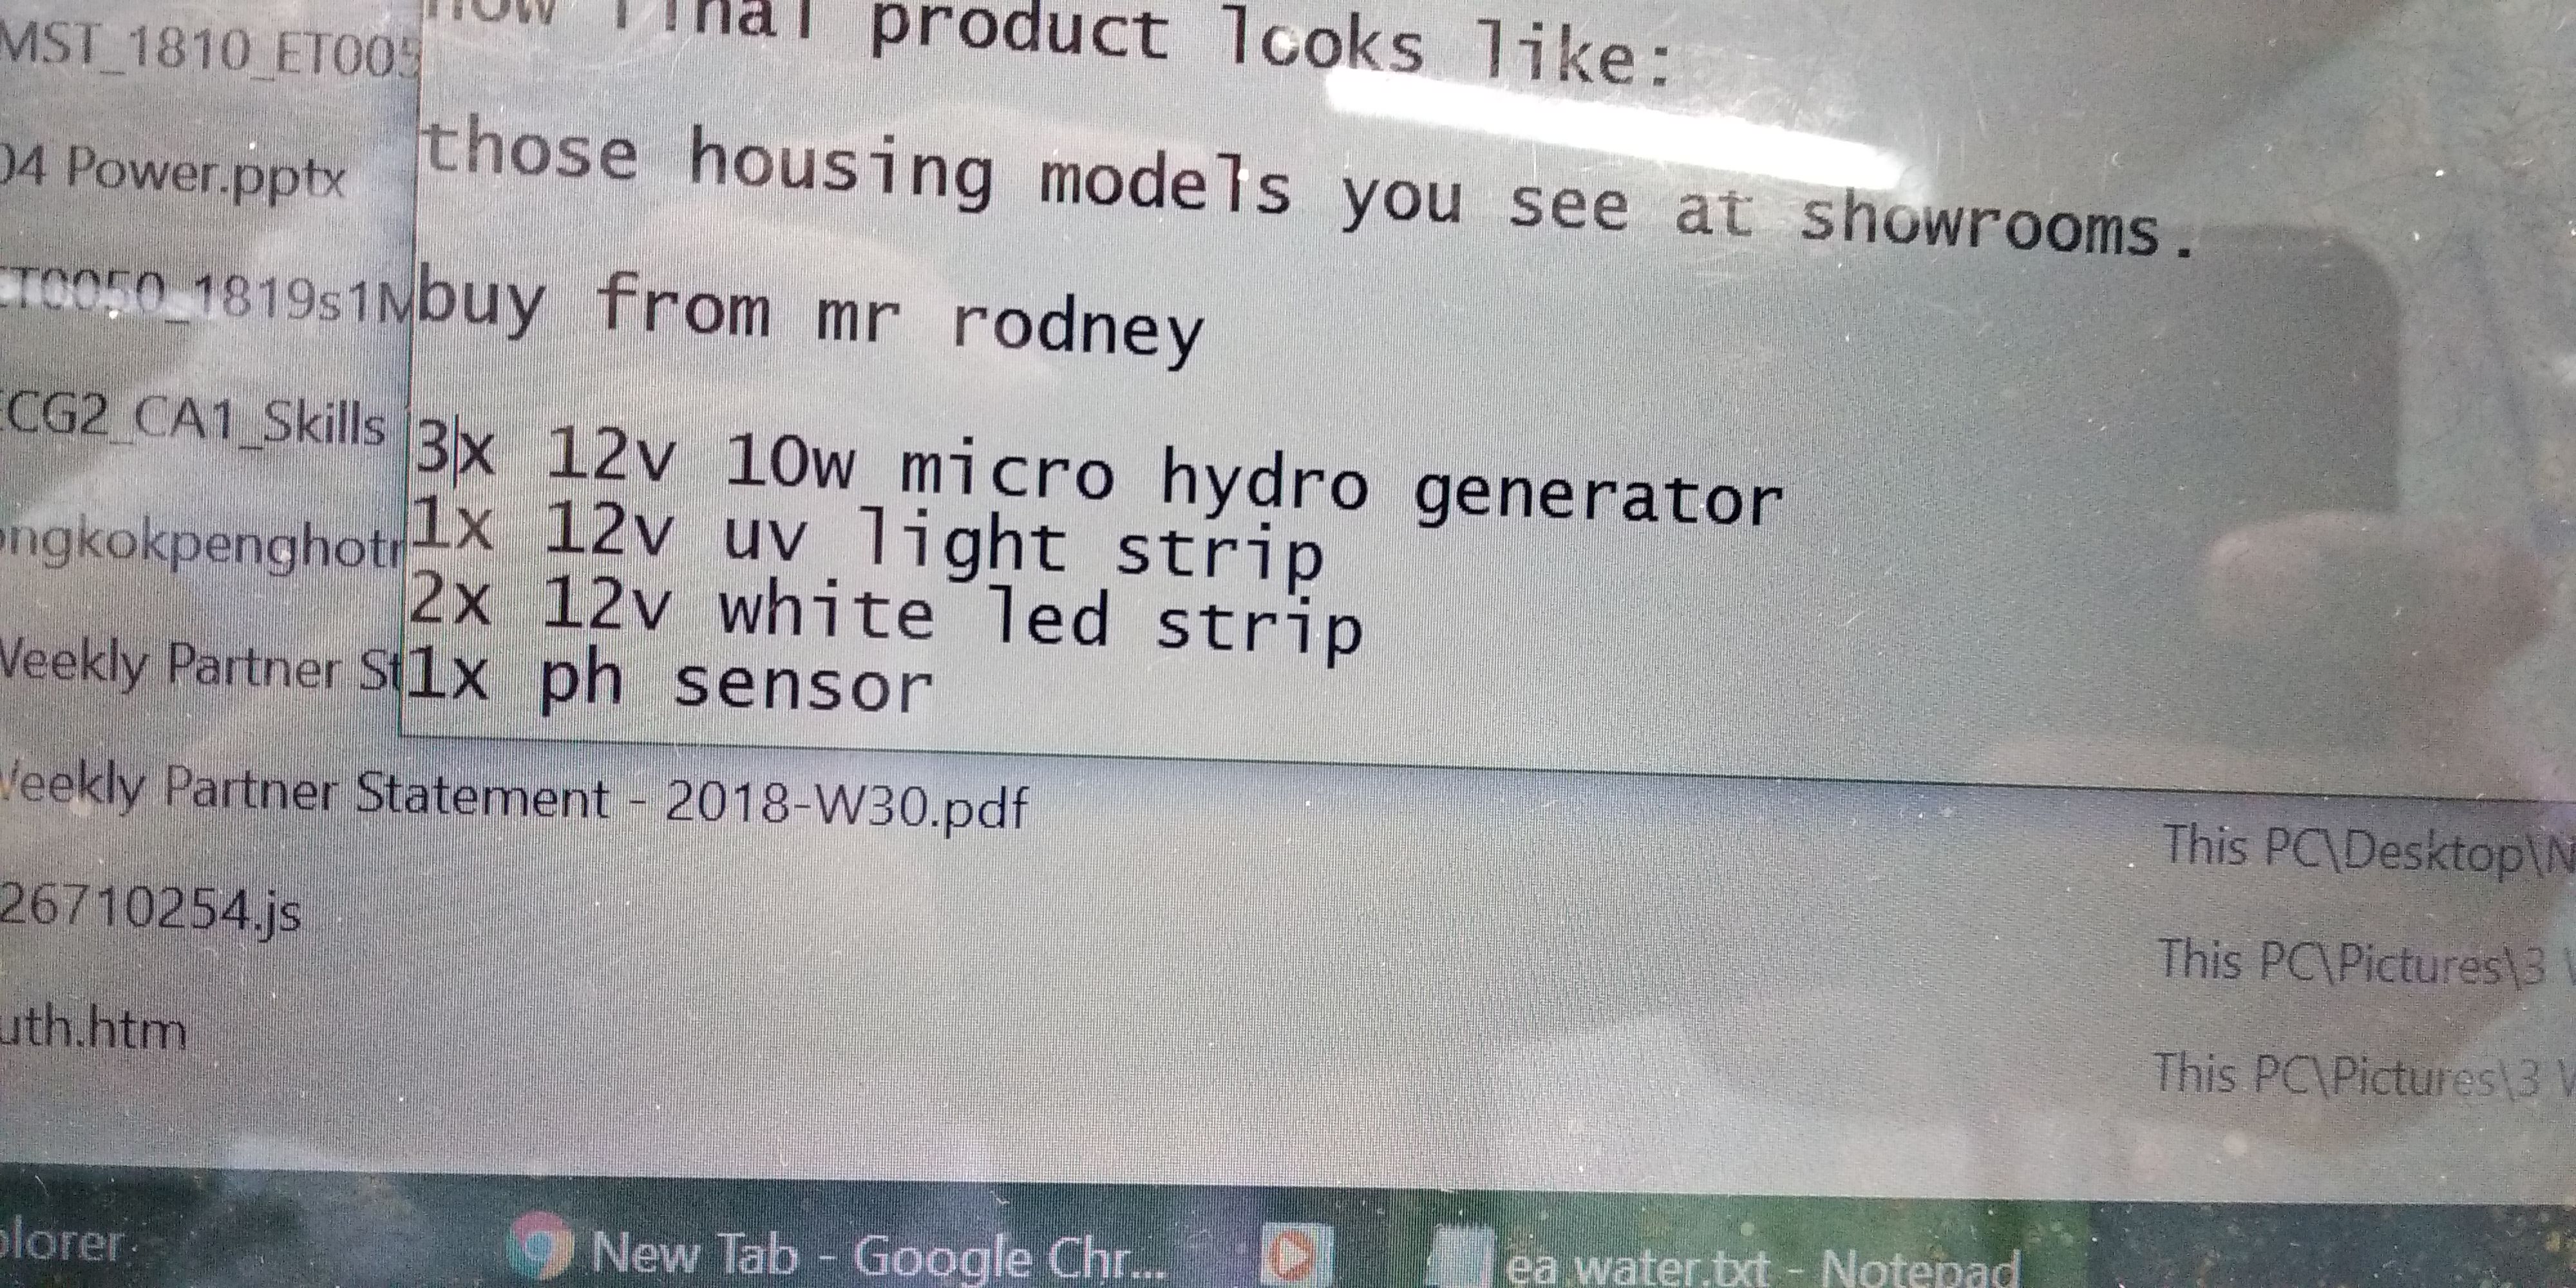 how final product looks like:
those housing models you see at showrooms.
buy from mr rodney
3x 12v 10w micro hydro generator
1x 12v uv light strip
2x 12v white led strip
1x ph sensor
MST_1810_ET005
04 Power.pptx
ET0050_1819s1M
CG2_CA1_Skills
ngkokpenghotr
Weekly Partner St
Weekly Partner Statement - 2018-W30.pdf
26710254.js
uth.htm
This PC\Desktop\N
This PC\Pictures\3
This PC\Pictures\3
plorer
New Tab - Google Chr...
ea water.txt - Notepad